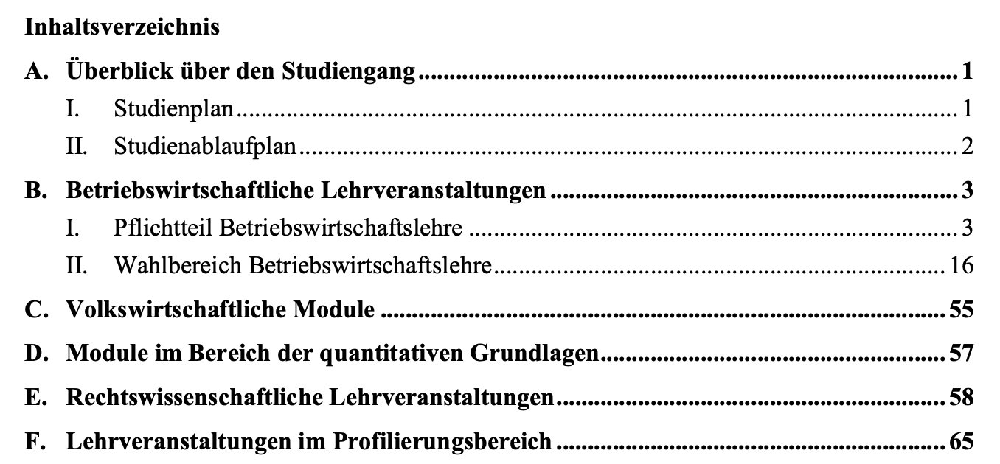 Inhaltsverzeichnis
A. Überblick über den Studiengang....................................................................................1
I. Studienplan..............................................................................................................1
II. Studienablaufplan.....................................................................................................2
B. Betriebswirtschaftliche Lehrveranstaltungen ................................................................3
I. Pflichtteil Betriebswirtschaftslehre ...........................................................................3
II. Wahlbereich Betriebswirtschaftslehre......................................................................16
C. Volkswirtschaftliche Module .........................................................................................55
D. Module im Bereich der quantitativen Grundlagen......................................................57
E. Rechtswissenschaftliche Lehrveranstaltungen.............................................................58
F. Lehrveranstaltungen im Profilierungsbereich .............................................................65